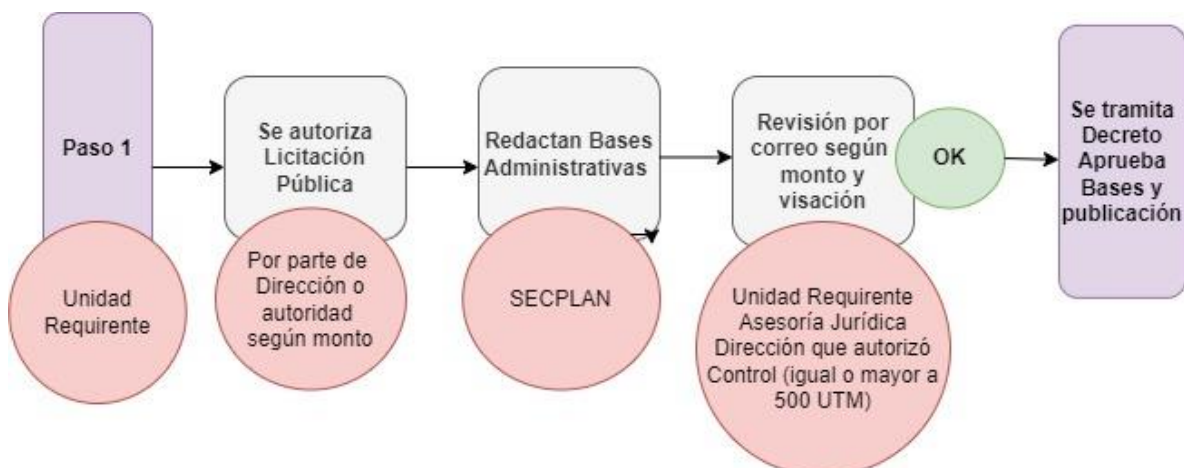 Paso 1
Unidad
Requirente
Se autoriza
Licitación
Pública
Por parte de
Dirección o
autoridad
según monto
Redactan Bases
Administrativas
SECPLAN
Revisión por
correo según
monto y
visación
OK
Unidad Requirente
Asesoría Jurídica
Dirección que autorizó
Control (igual o mayor a
500 UTM)
Se tramita
Decreto
Aprueba
Bases y
publicación